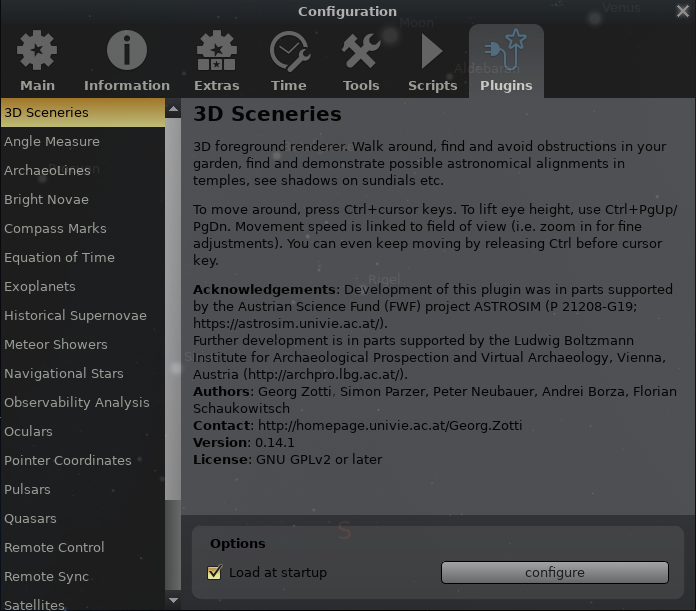 Configuration
Moon
Venus
Aldebaran
Main
Information
Extras
Time
Tools
Scripts
Plugins
3D Sceneries
Angle Measure
ArchaeoLines
Bright Novae
Compass Marks
Equation of Time
Exoplanets
Historical Supernovae
Meteor Showers
Navigational Stars
Observability Analysis
Oculars
Pointer Coordinates
Pulsars
Quasars
Remote Control
Remote Sync
Satellites
3D Sceneries
3D foreground renderer. Walk around, find and avoid obstructions in your
garden, find and demonstrate possible astronomical alignments in
temples, see shadows on sundials etc.
To move around, press Ctrl+cursor keys. To lift eye height, use Ctrl+PgUp/
PgDn. Movement speed is linked to field of view (i.e. zoom in for fine
adjustments). You can even keep moving by releasing Ctrl before cursor
key.
Rigel
Acknowledgements: Development of this plugin was in parts supported
by the Austrian Science Fund (FWF) project ASTROSIM (P 21208-G19;
https://astrosim.univie.ac.at/).
Further development is in parts supported by the Ludwig Boltzmann
Institute for Archaeological Prospection and Virtual Archaeology, Vienna,
Austria (http://archpro.lbg.ac.at/).
Authors: Georg Zotti, Simon Parzer, Peter Neubauer, Andrei Borza, Florian
Schaukowitsch
Contact: http://homepage.univie.ac.at/Georg.Zotti
Version: 0.14.1
License: GNU GPLv2 or later
S
Options
Load at startup
configure